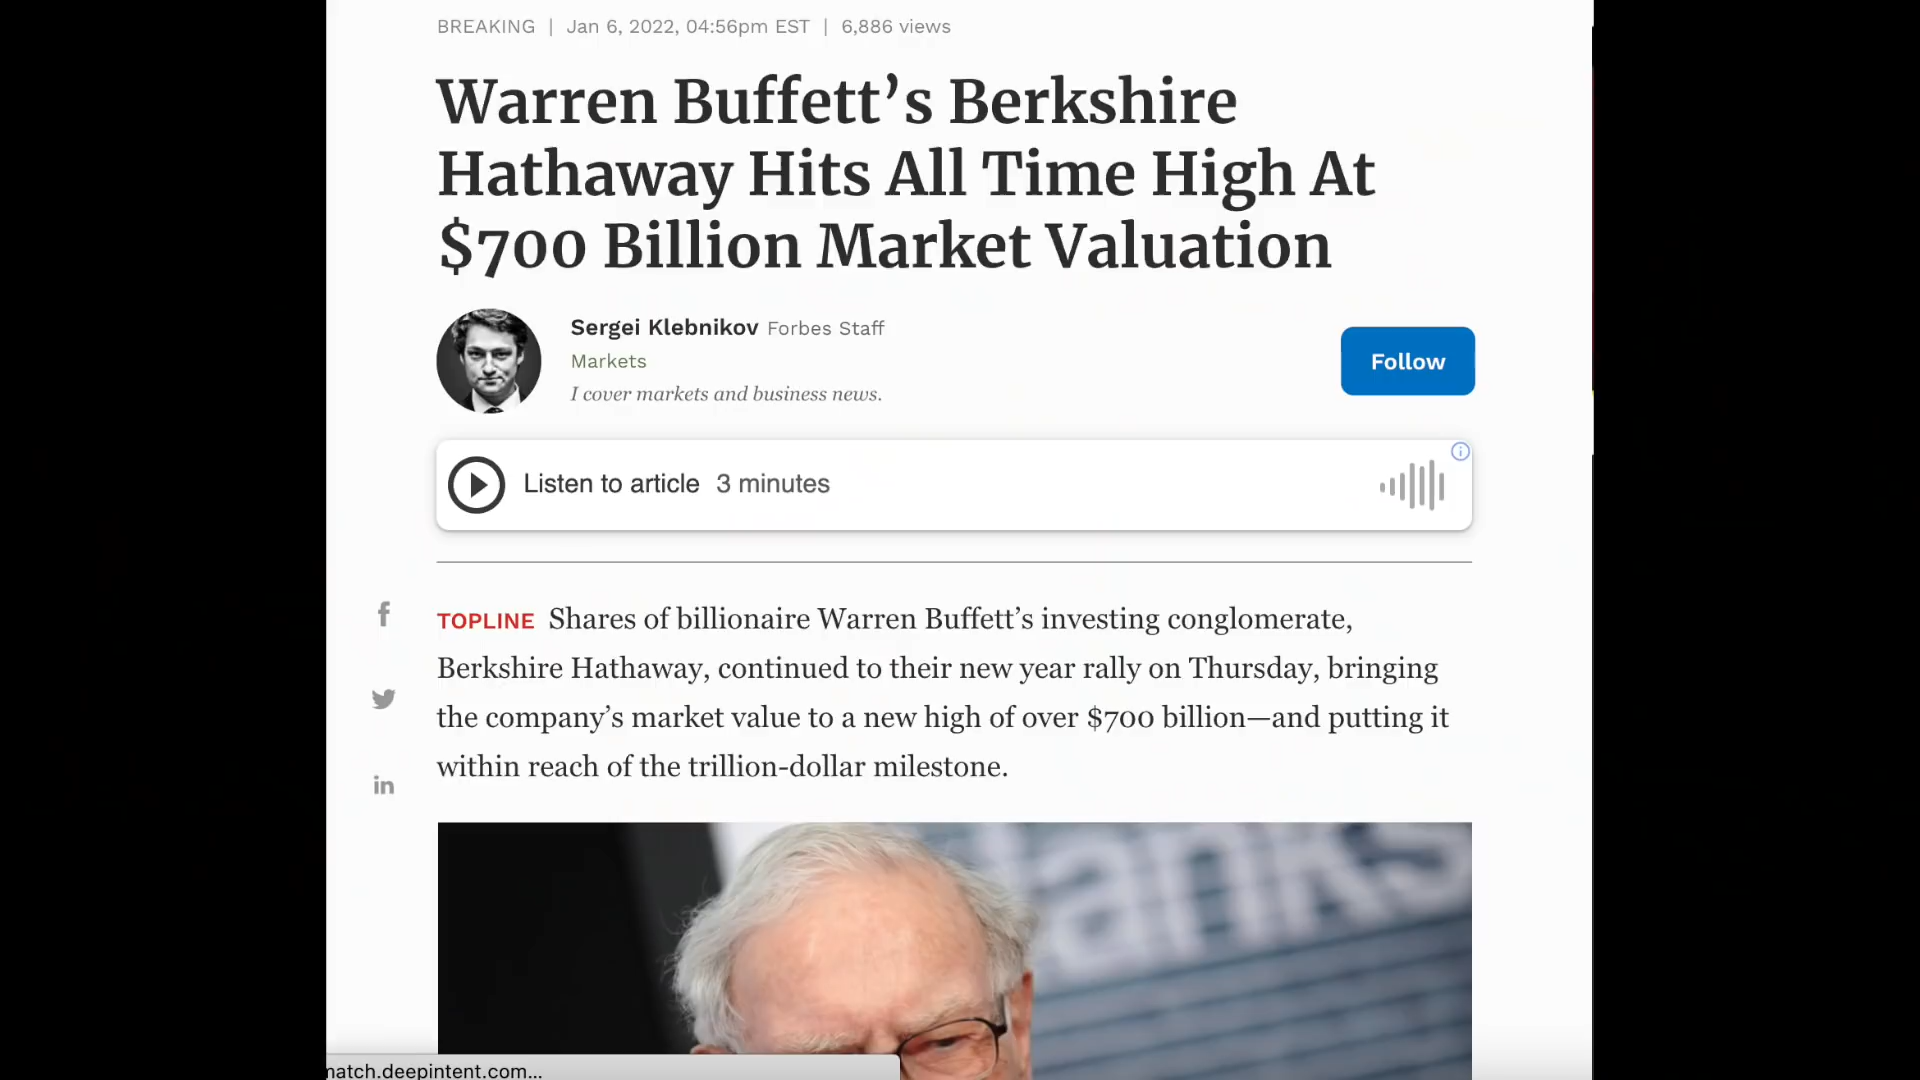 BREAKING | Jan 6, 2022, 04:56pm EST | 6,886 views
Warren Buffett’s Berkshire
Hathaway Hits All Time High At
$700 Billion Market Valuation
Sergei Klebnikov Forbes Staff
Markets
I cover markets and business news.
Follow
Listen to article 3 minutes
TOPLINE Shares of billionaire Warren Buffett’s investing conglomerate,
Berkshire Hathaway, continued to their new year rally on Thursday, bringing
the company’s market value to a new high of over $700 billion—and putting it
within reach of the trillion-dollar milestone.
match.deepintent.com...